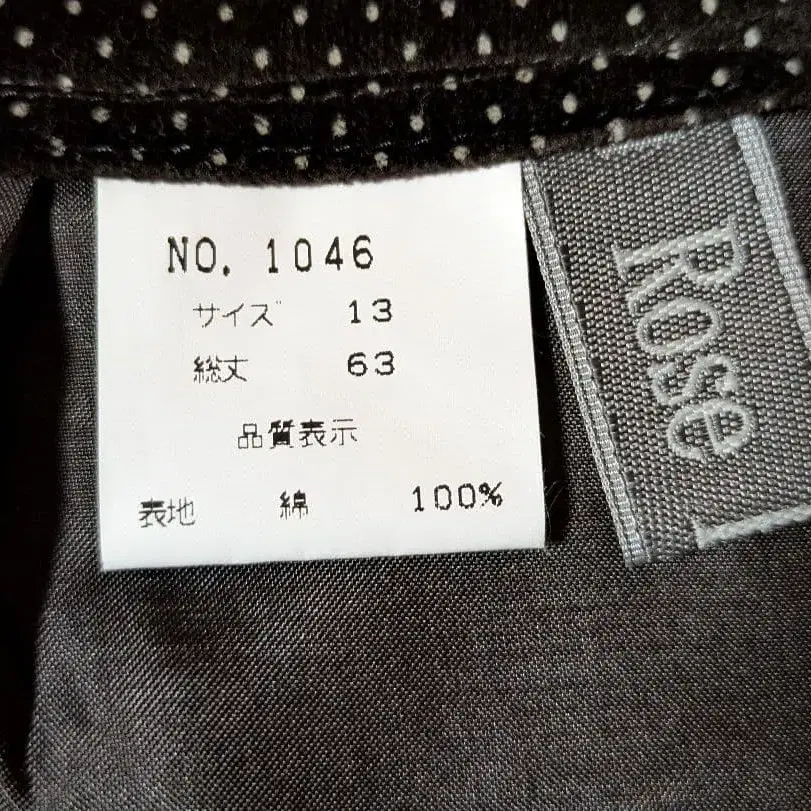 NO. 1046
サイズ 13
総丈 63
品質表示
表地 綿 100%
Rose